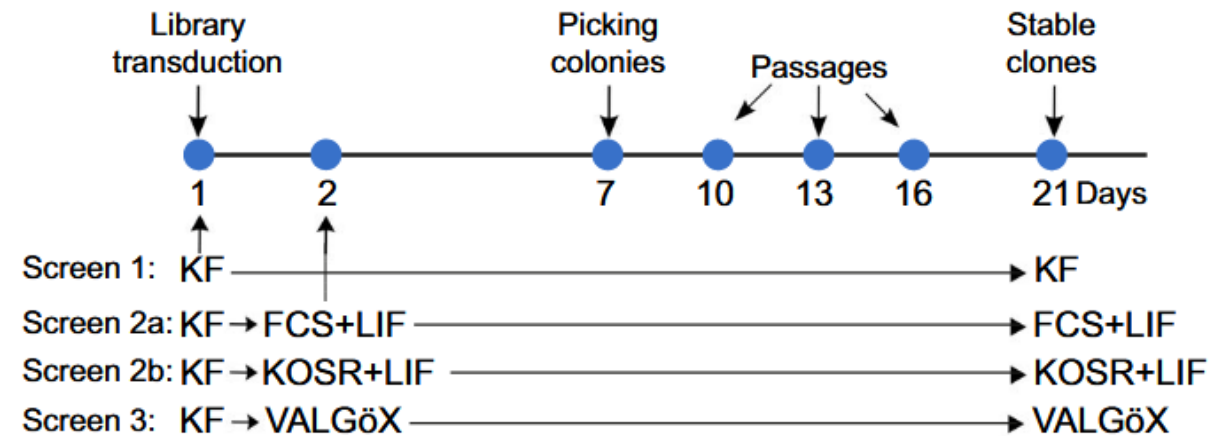 Library transduction
Picking colonies
Passages
Stable clones
1 2 7 10 13 16 21 Days
Screen 1: KF KF
Screen 2a: KF FCS+LIF FCS+LIF
Screen 2b: KF KOSR+LIF KOSR+LIF
Screen 3: KF VALGöX VALGöX